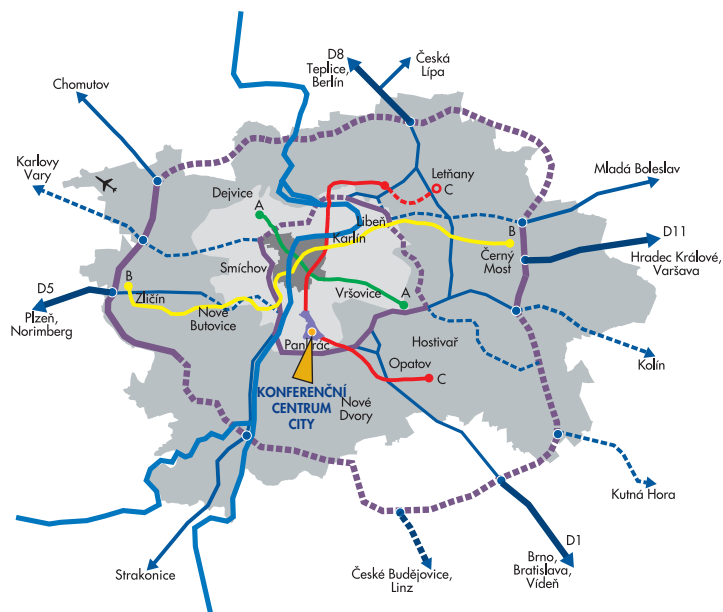 D8
Teplice,
Berlín
Česká
Lípa
Chomutov
Karlovy
Vary
Dejvice
A
Letňany
C
Mladá Boleslav
Libeň
Karlín
B
D11
Hradec Králové,
Varšava
Černý
Most
Smíchov
B
Zličín
D5
Plzeň,
Norimberg
Nové
Butovice
Vršovice
A
Pankrác
Hostivař
Opatov
C
Kolín
KONFERENČNÍ
CENTRUM
CITY
Nové
Dvory
Kutná Hora
D1
Brno,
Bratislava,
Vídeň
Strakonice
České Budějovice,
Linz